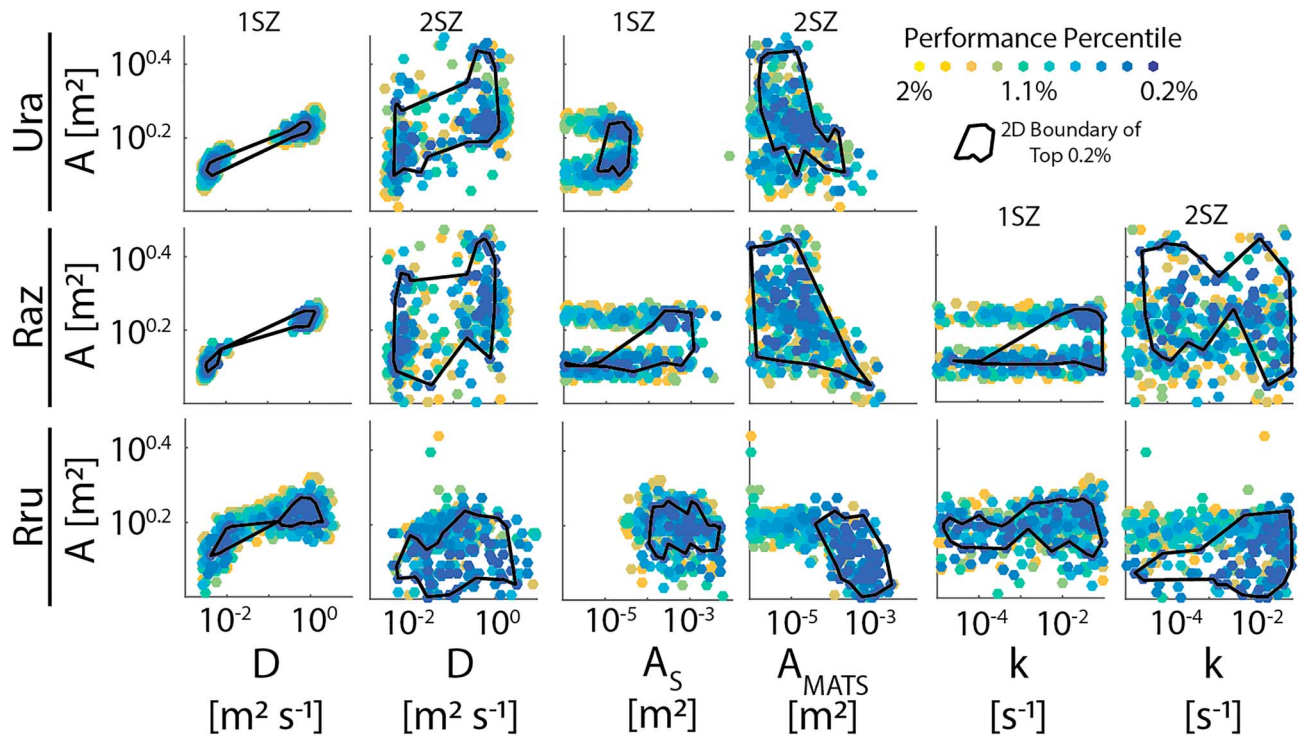 1SZ 2SZ 1SZ 2SZ
Performance Percentile
2% 1.1% 0.2%
2D Boundary of
Top 0.2%
Ura A [m²] 10^0.4 10^0.2
1SZ 2SZ
Raz A [m²] 10^0.4 10^0.2
Rru A [m²] 10^0.4 10^0.2
10^-2 10^0 10^-2 10^0 10^-5 10^-3 10^-5 10^-3 10^-4 10^-2 10^-4 10^-2
D D A_S A_MATS k k
[m² s⁻¹] [m² s⁻¹] [m²] [m²] [s⁻¹] [s⁻¹]